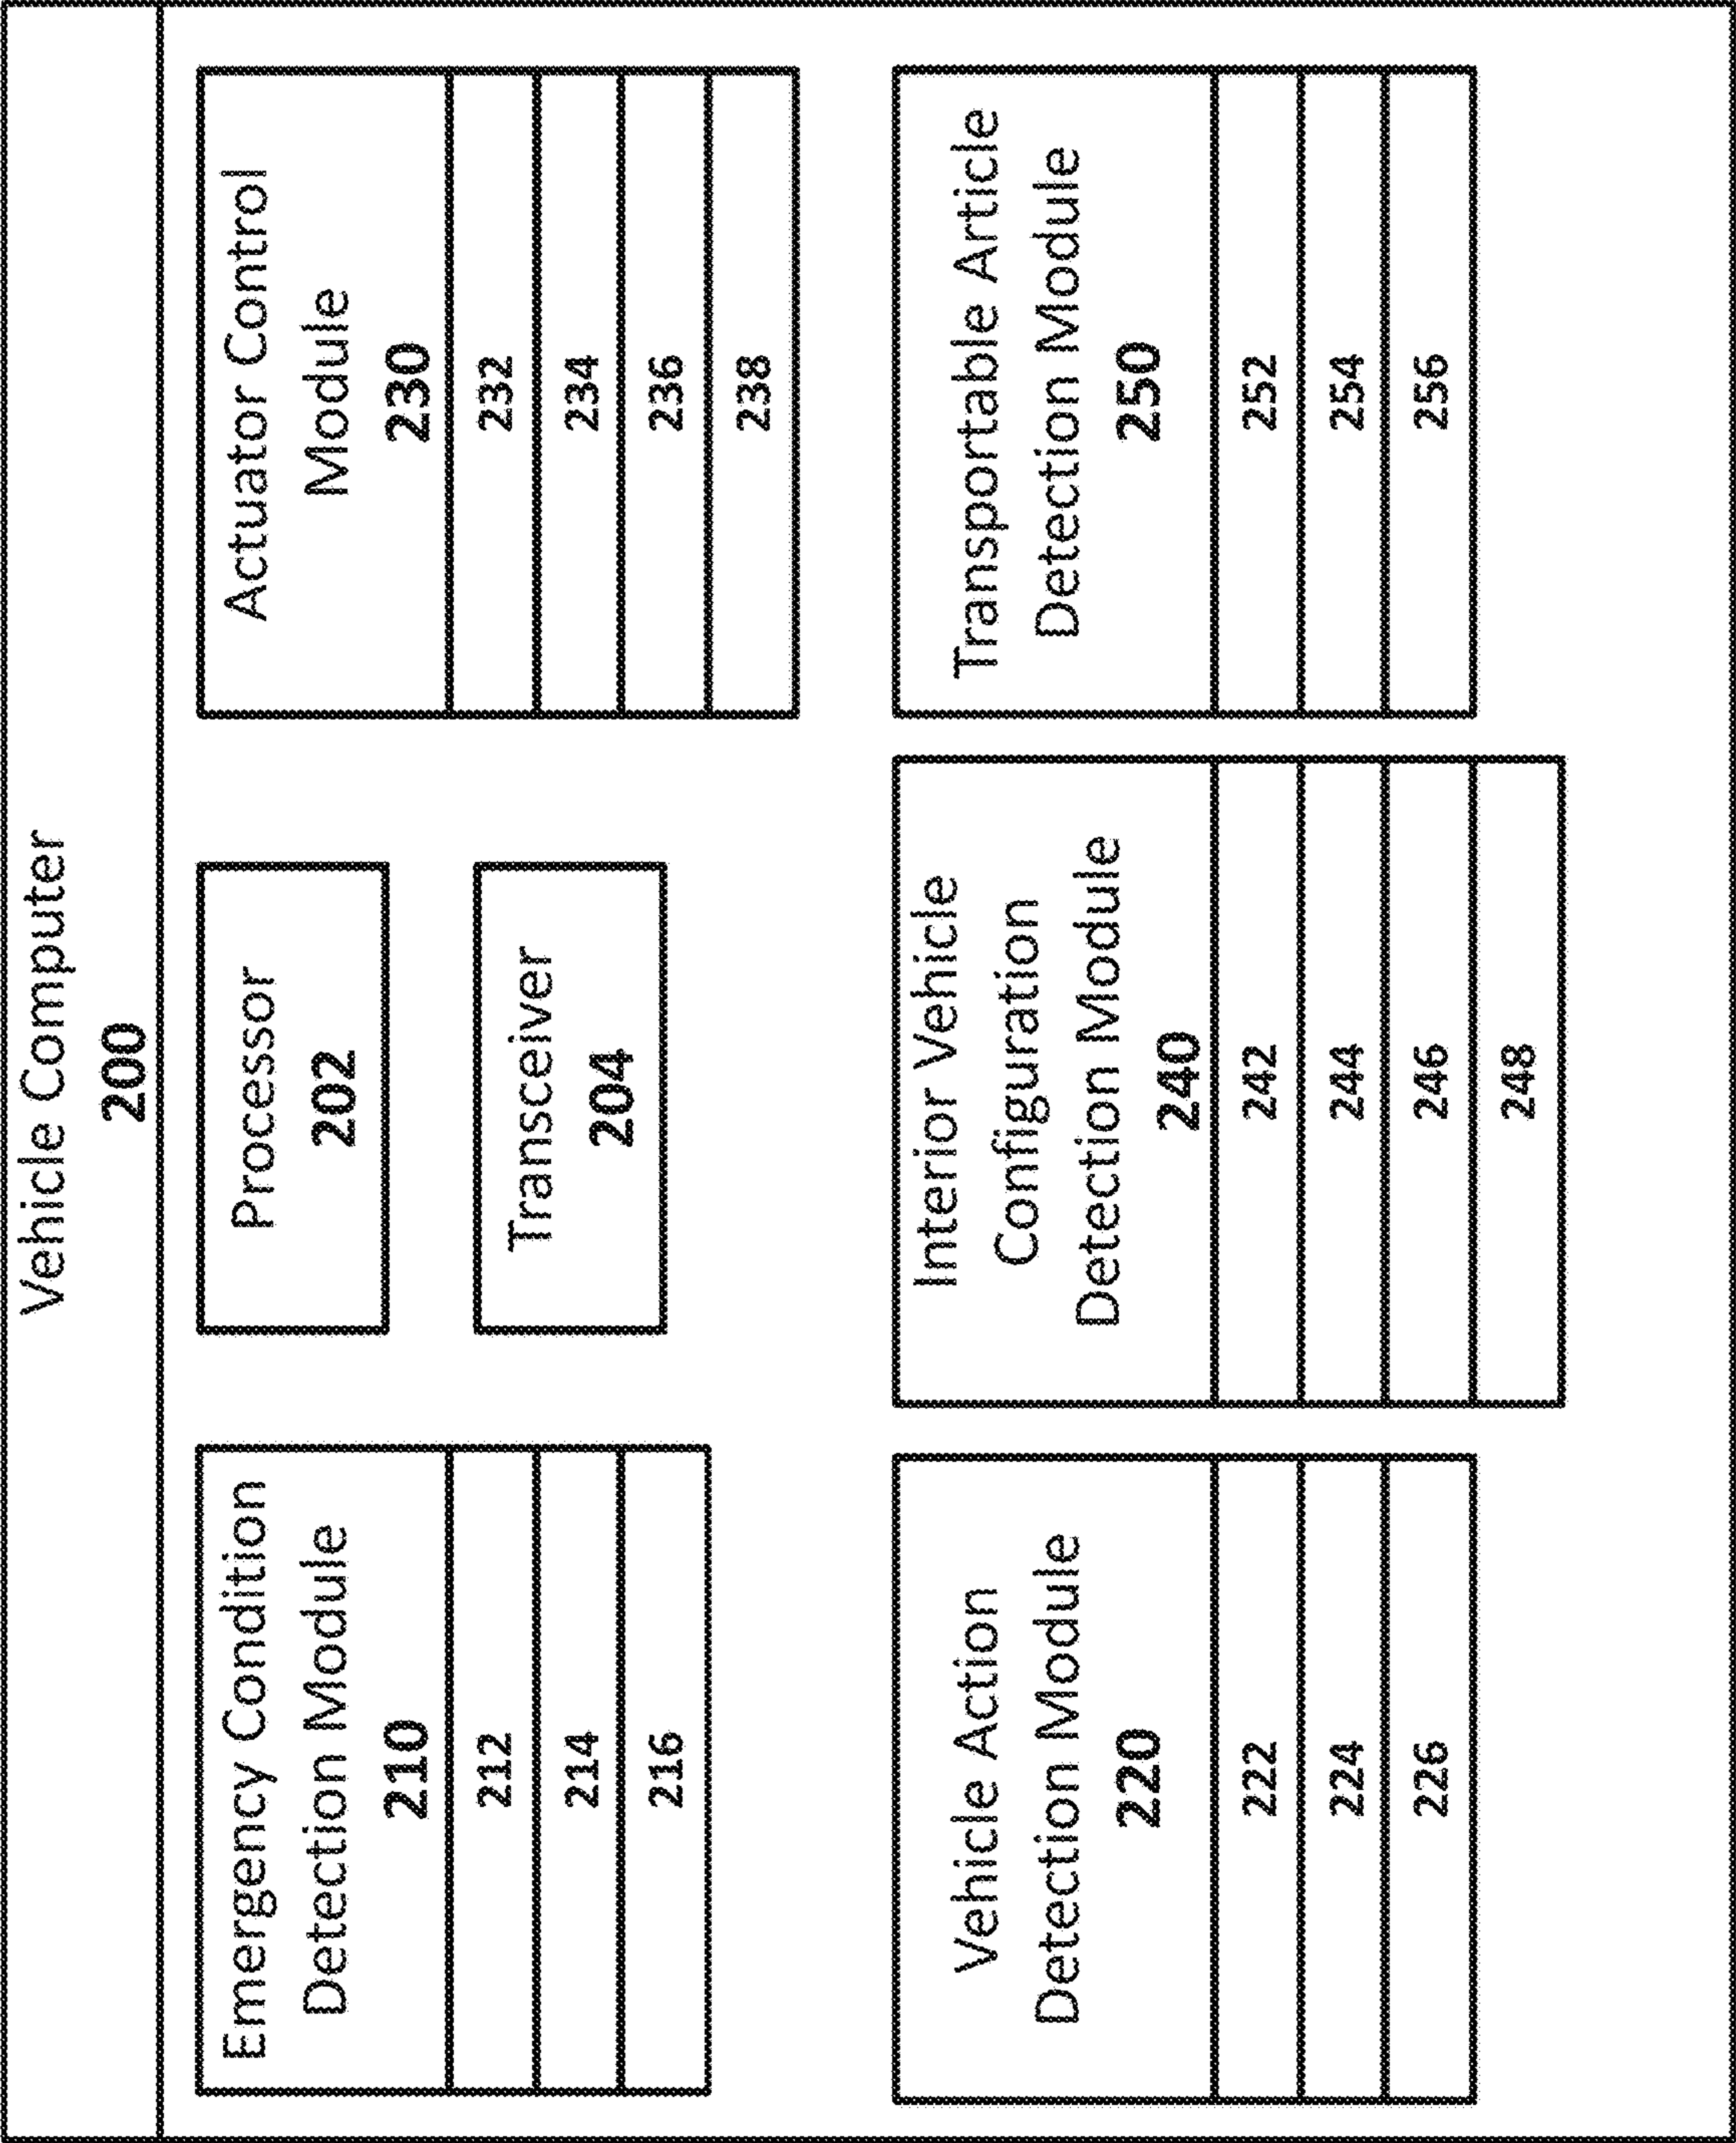 Vehicle Computer
200
Emergency Condition
Detection Module
210
212
214
216
Processor
202
Transceiver
204
Actuator Control
Module
230
232
234
236
238
Vehicle Action
Detection Module
220
222
224
226
Interior Vehicle
Configuration
Detection Module
240
242
244
246
248
Transportable Article
Detection Module
250
252
254
256